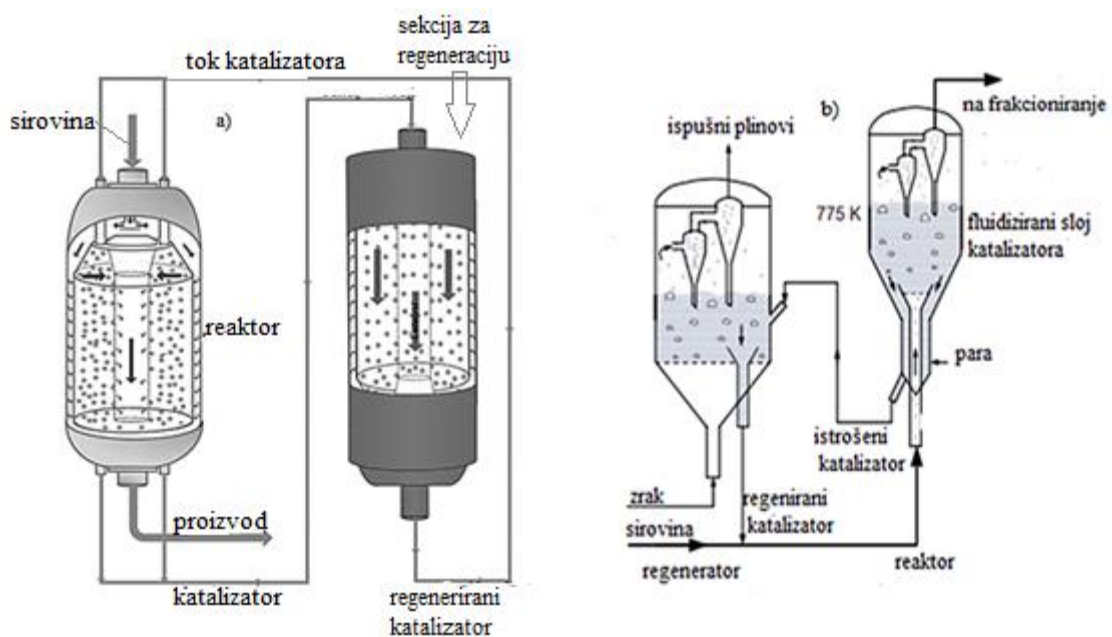 sekcija za
regeneraciju
tok katalizatora
sirovina
a)
reaktor
proizvod
katalizator
regenerirani
katalizator
b)
na frakcioniranje
ispušni plinovi
775 K
fluidizirani sloj
katalizatora
para
istrošeni
katalizator
zrak
regenirani
katalizator
sirovina
regenerator
reaktor